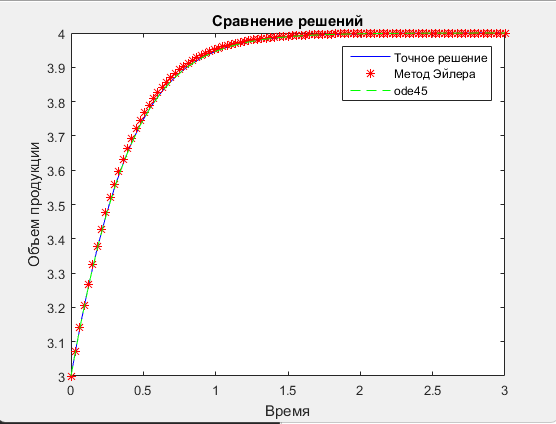 Сравнение решений
4
3.9
3.8
3.7
3.6
3.5
3.4
3.3
3.2
3.1
3
Объем продукции
Точное решение
Метод Эйлера
ode45
0 0.5 1 1.5 2 2.5 3
Время